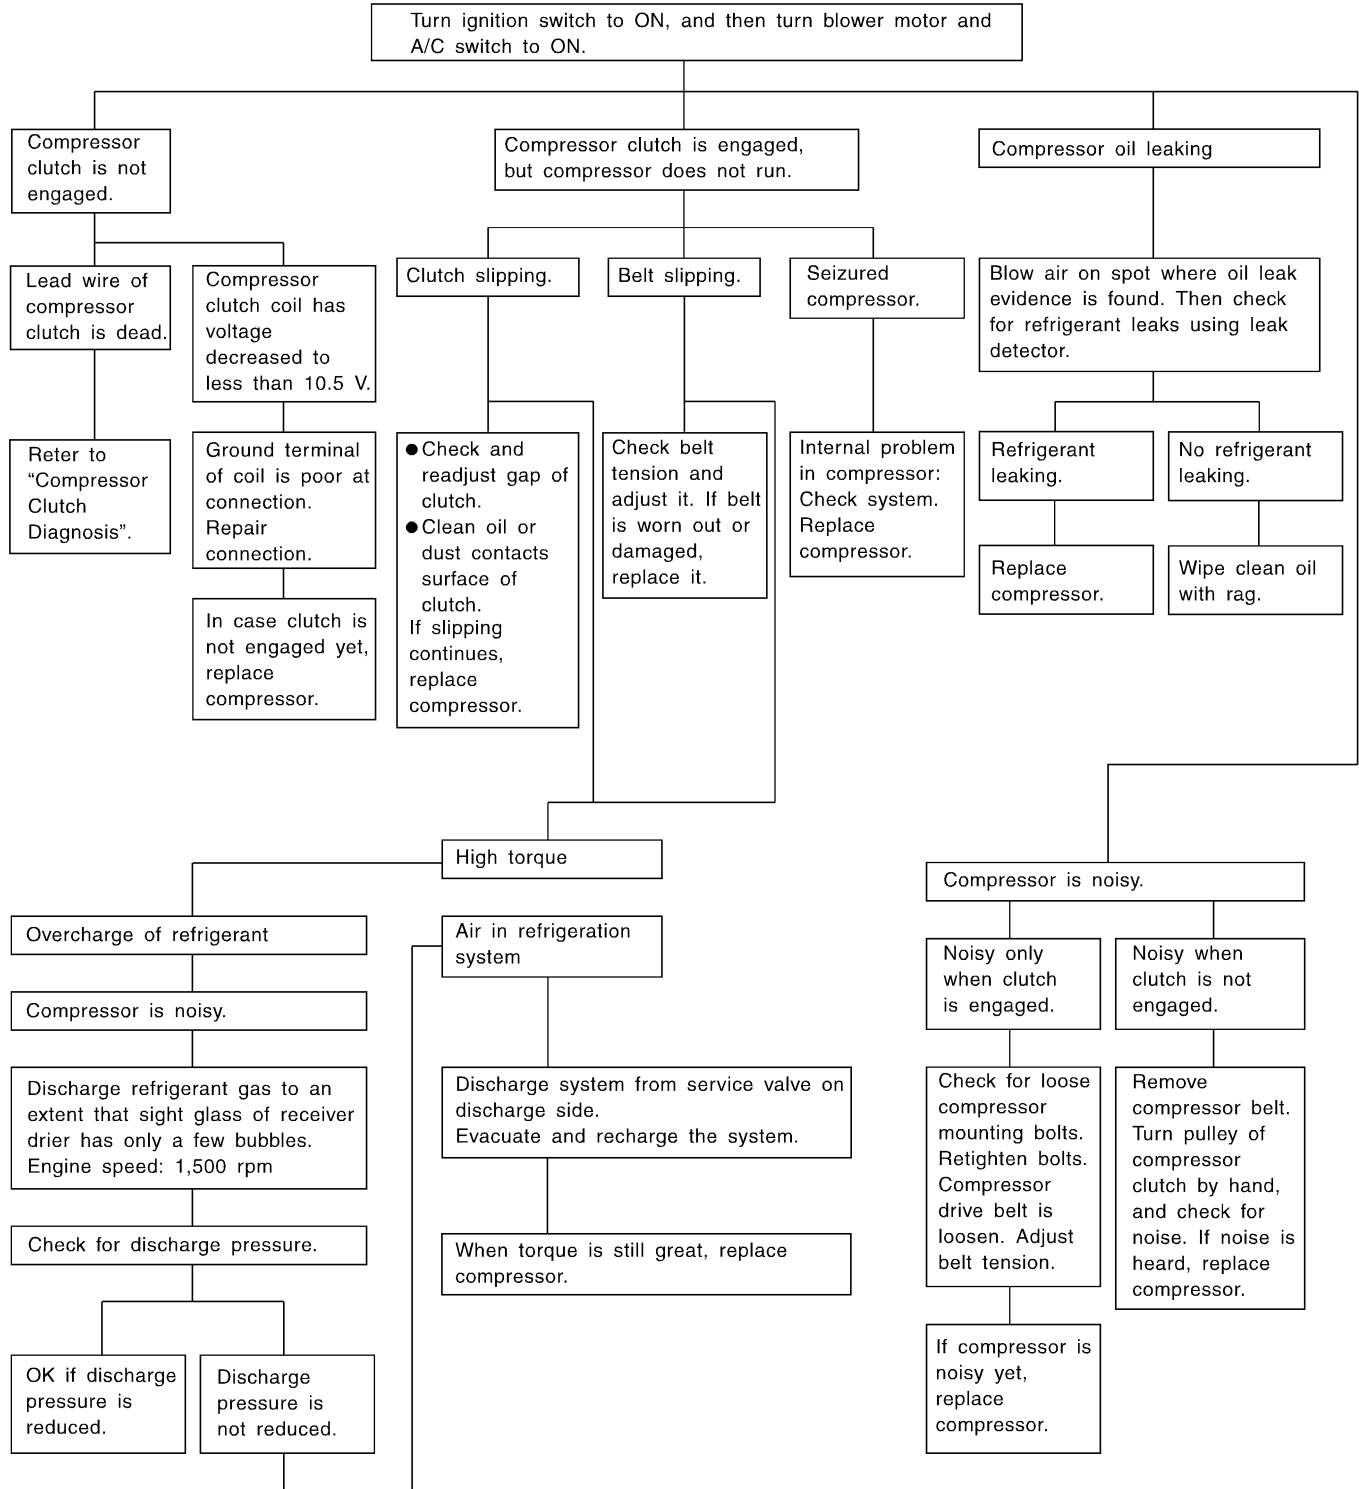 Turn ignition switch to ON, and then turn blower motor and
A/C switch to ON.
Compressor
clutch is not
engaged.
Compressor clutch is engaged,
but compressor does not run.
Compressor oil leaking
Lead wire of
compressor
clutch is dead.
Compressor
clutch coil has
voltage
decreased to
less than 10.5 V.
Clutch slipping.
Belt slipping.
Seizured
compressor.
Blow air on spot where oil leak
evidence is found. Then check
for refrigerant leaks using leak
detector.
Reter to
“Compressor
Clutch
Diagnosis”.
Ground terminal
of coil is poor at
connection.
Repair
connection.
● Check and
readjust gap of
clutch.
● Clean oil or
dust contacts
surface of
clutch.
If slipping
continues,
replace
compressor.
Check belt
tension and
adjust it. If belt
is worn out or
damaged,
replace it.
Internal problem
in compressor:
Check system.
Replace
compressor.
Refrigerant
leaking.
No refrigerant
leaking.
Replace
compressor.
Wipe clean oil
with rag.
In case clutch is
not engaged yet,
replace
compressor.
High torque
Compressor is noisy.
Overcharge of refrigerant
Air in refrigeration
system
Noisy only
when clutch
is engaged.
Noisy when
clutch is not
engaged.
Compressor is noisy.
Discharge refrigerant gas to an
extent that sight glass of receiver
drier has only a few bubbles.
Engine speed: 1,500 rpm
Discharge system from service valve on
discharge side.
Evacuate and recharge the system.
Check for loose
compressor
mounting bolts.
Retighten bolts.
Compressor
drive belt is
loosen. Adjust
belt tension.
Remove
compressor belt.
Turn pulley of
compressor
clutch by hand,
and check for
noise. If noise is
heard, replace
compressor.
Check for discharge pressure.
When torque is still great, replace
compressor.
OK if discharge
pressure is
reduced.
Discharge
pressure is
not reduced.
If compressor is
noisy yet,
replace
compressor.